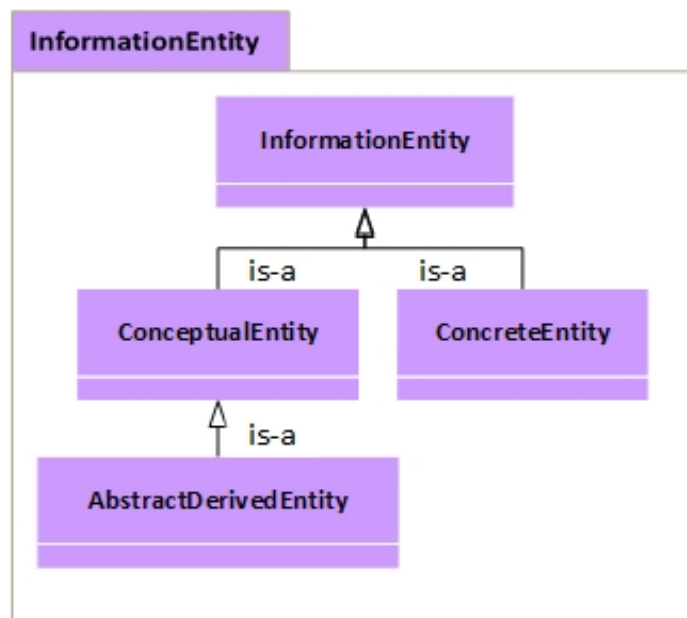 InformationEntity
InformationEntity
is-a
is-a
ConceptualEntity
ConcreteEntity
is-a
AbstractDerivedEntity